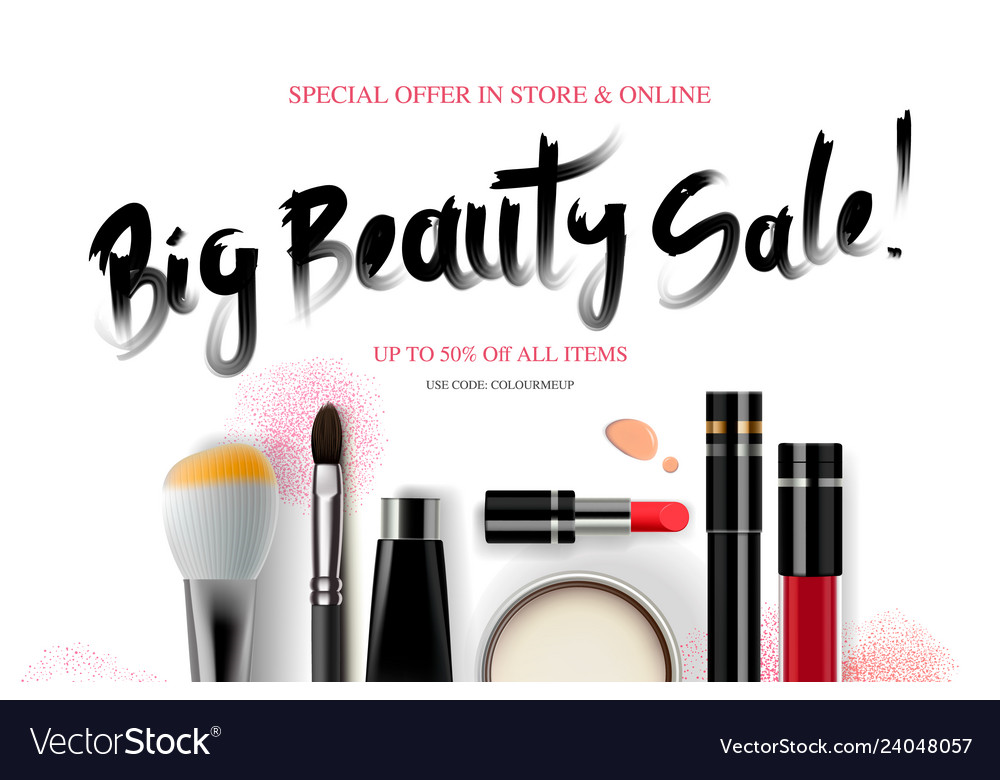 SPECIAL OFFER IN STORE & ONLINE
Big Beauty Sale!
UP TO 50% Off ALL ITEMS
USE CODE: COLOURMEUP
VectorStock®
VectorStock.com/24048057